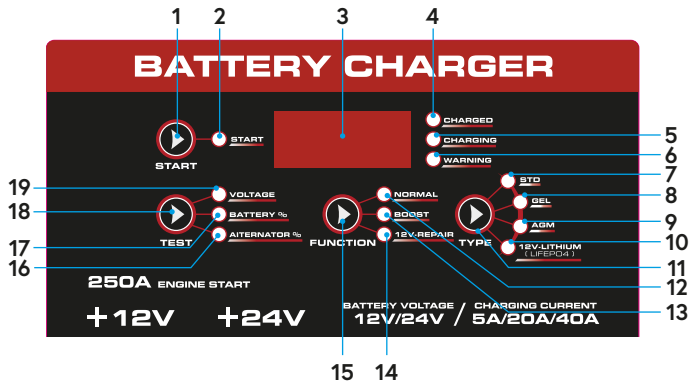 1 2 3 4
BATTERY CHARGER
CHARGED
START
CHARGING
5
WARNING
6
START
STD
7
19
VOLTAGE
NORMAL
GEL
8
18
BATTERY %
BOOST
AGM
9
TEST
FUNCTION
TYPE
17
AITERNATOR %
12V-REPAIR
12V-LITHIUM
(LIFEPO4)
10
16
11
250A ENGINE START
12
BATTERY VOLTAGE / CHARGING CURRENT
13
+12V +24V 12V/24V 5A/20A/40A
15 14